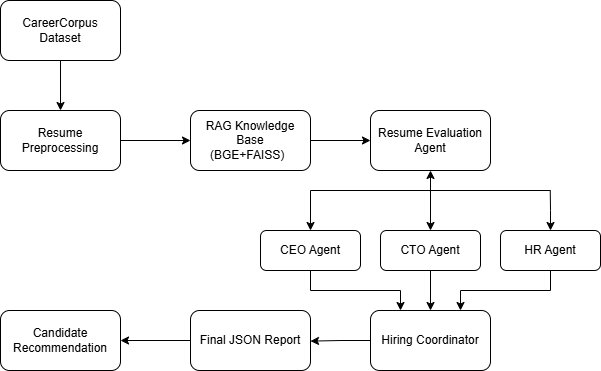 CareerCorpus
Dataset
Resume
Preprocessing
RAG Knowledge
Base
(BGE+FAISS)
Resume Evaluation
Agent
CEO Agent
CTO Agent
HR Agent
Candidate
Recommendation
Final JSON Report
Hiring Coordinator